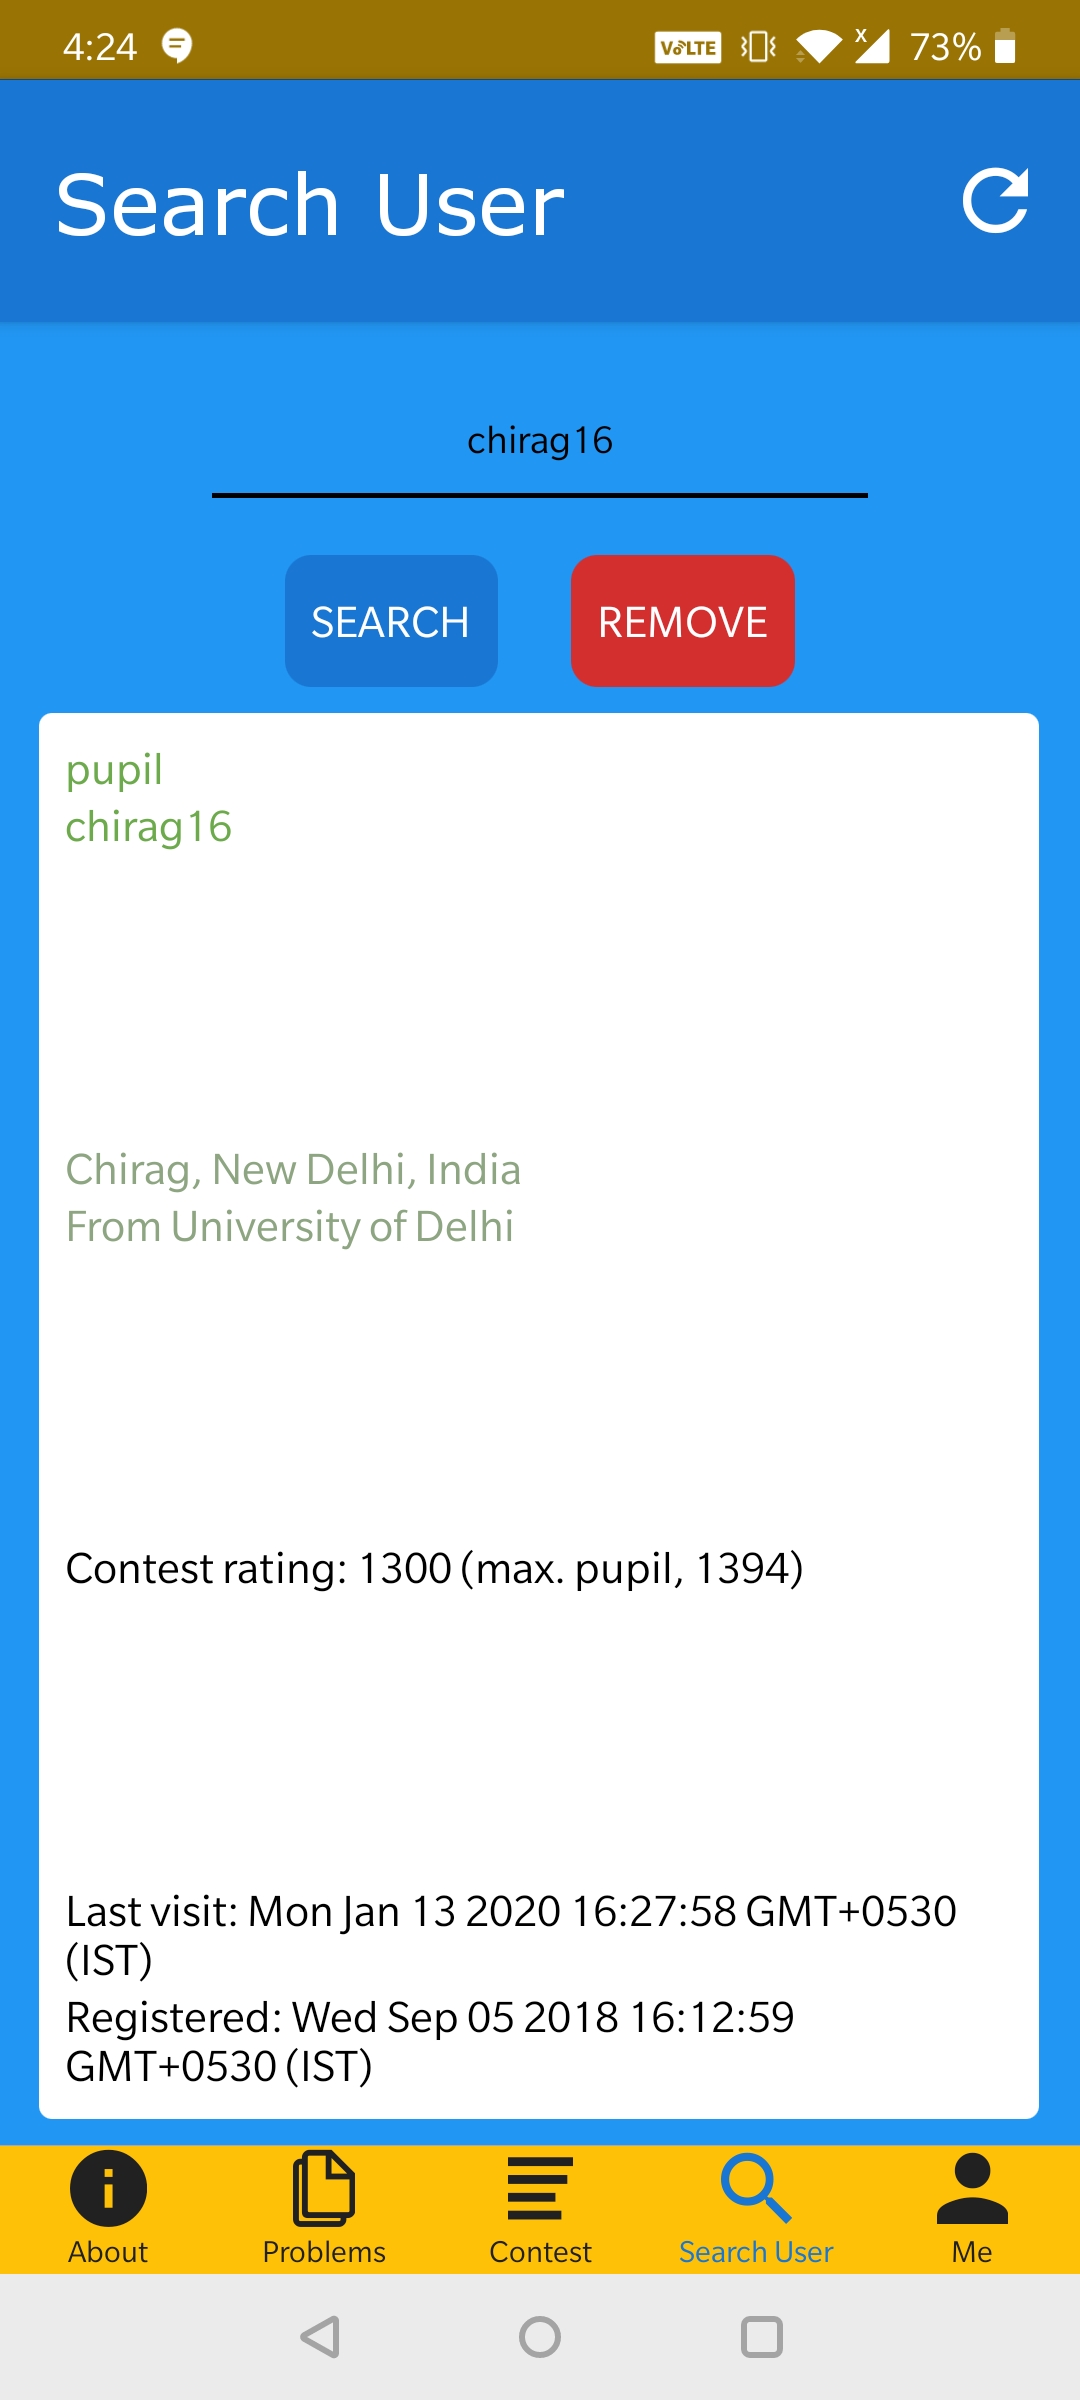 4:24 VoLTE x 73%
Search User
chirag16
SEARCH REMOVE
pupil
chirag16
Chirag, New Delhi, India
From University of Delhi
Contest rating: 1300 (max. pupil, 1394)
Last visit: Mon Jan 13 2020 16:27:58 GMT+0530
(IST)
Registered: Wed Sep 05 2018 16:12:59
GMT+0530 (IST)
About Problems Contest Search User Me